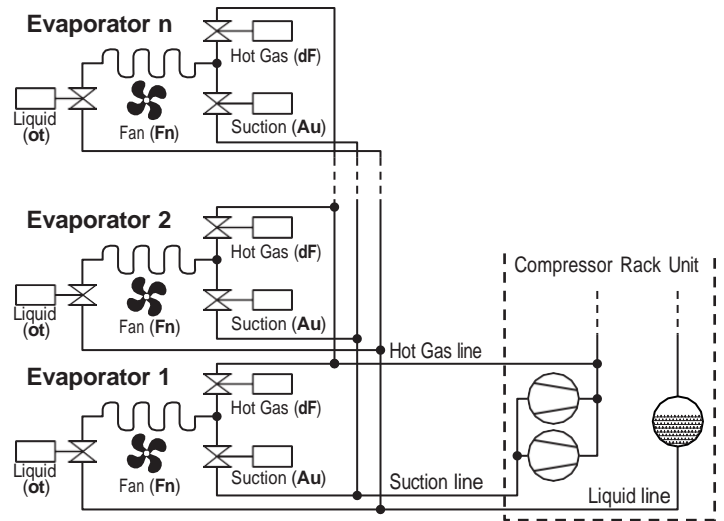 Evaporator n
Hot Gas (dF)
Liquid
(ot)
Fan (Fn)
Suction (Au)
Evaporator 2
Hot Gas (dF)
Liquid
(ot)
Fan (Fn)
Suction (Au)
Compressor Rack Unit
Hot Gas line
Evaporator 1
Hot Gas (dF)
Liquid
(ot)
Fan (Fn)
Suction (Au)
Suction line
Liquid line